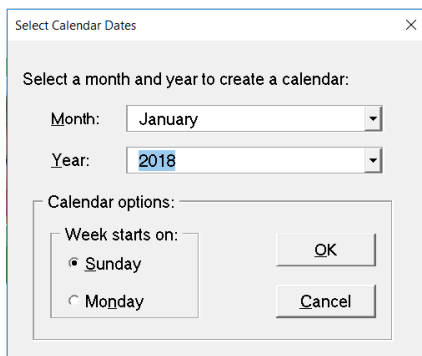 Select Calendar Dates
Select a month and year to create a calendar:
Month: January
Year: 2018
Calendar options:
Week starts on:
Sunday
Monday
OK
Cancel